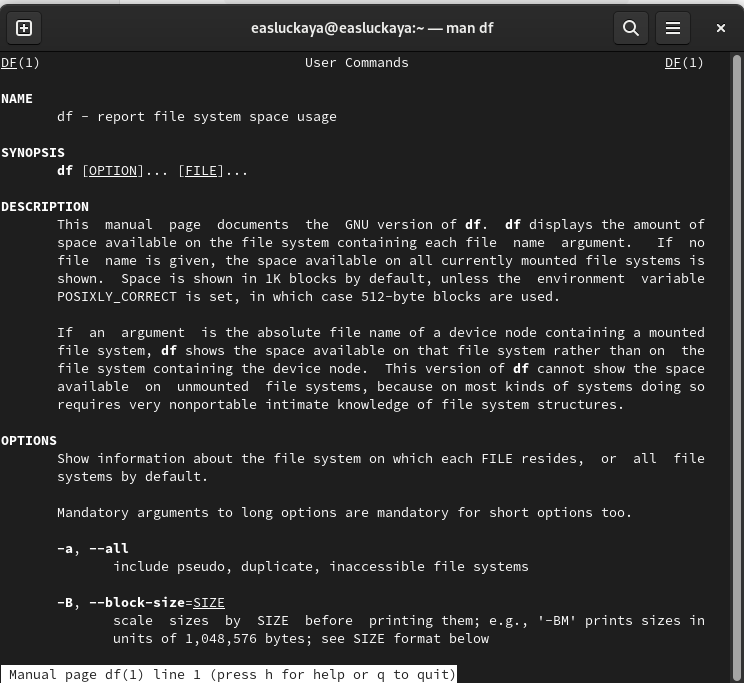 easluckaya@easluckaya:~ — man df
DF(1) User Commands DF(1)
NAME
df - report file system space usage
SYNOPSIS
df [OPTION]... [FILE]...
DESCRIPTION
This manual page documents the GNU version of df. df displays the amount of
space available on the file system containing each file name argument. If no
file name is given, the space available on all currently mounted file systems is
shown. Space is shown in 1K blocks by default, unless the environment variable
POSIXLY_CORRECT is set, in which case 512-byte blocks are used.
If an argument is the absolute file name of a device node containing a mounted
file system, df shows the space available on that file system rather than on the
file system containing the device node. This version of df cannot show the space
available on unmounted file systems, because on most kinds of systems doing so
requires very nonportable intimate knowledge of file system structures.
OPTIONS
Show information about the file system on which each FILE resides, or all file
systems by default.
Mandatory arguments to long options are mandatory for short options too.
-a, --all
include pseudo, duplicate, inaccessible file systems
-B, --block-size=SIZE
scale sizes by SIZE before printing them; e.g., '-BM' prints sizes in
units of 1,048,576 bytes; see SIZE format below
Manual page df(1) line 1 (press h for help or q to quit)